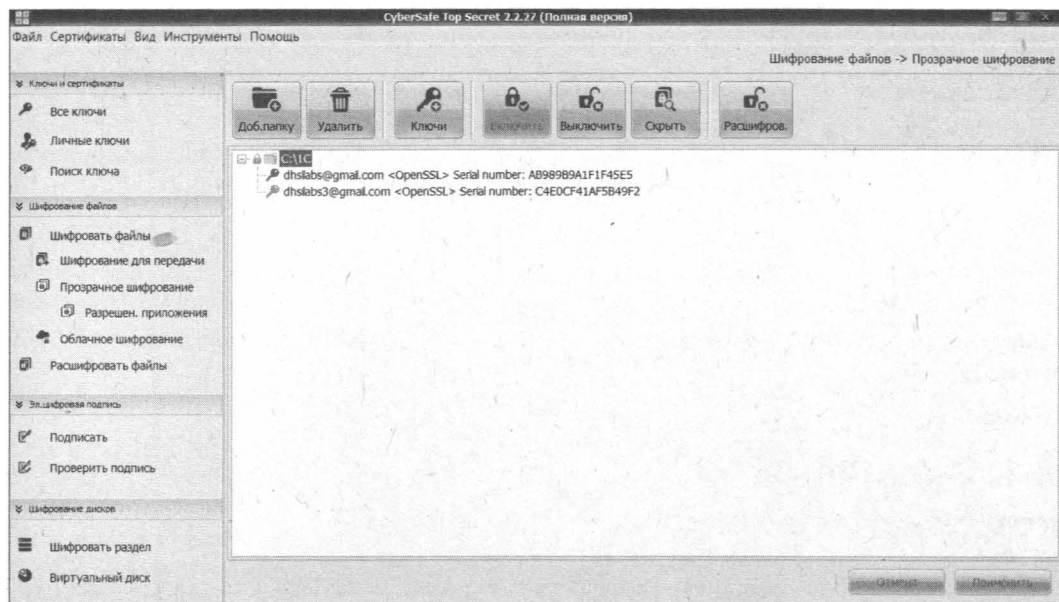 CyberSafe Top Secret 2.2.27 (Полная версия)
Файл Сертификаты Вид Инструменты Помощь
Шифрование файлов -> Прозрачное шифрование
Ключи и сертификаты
Все ключи
Личные ключи
Поиск ключа
Шифрование файлов
Шифровать файлы
Шифрование для передачи
Прозрачное шифрование
Разрешен. приложения
Облачное шифрование
Расшифровать файлы
Эл.цифровая подпись
Подписать
Проверить подпись
Шифрование дисков
Шифровать раздел
Виртуальный диск
Доб.папку
Удалить
Ключи
Включить
Выключить
Скрыть
Расшифров.
C:\1C
dhslabs@gmail.com <OpenSSL> Serial number: AB989B9A1F1F45E5
dhslabs3@gmail.com <OpenSSL> Serial number: C4E0CF41AF5B49F2
Отмена
Применить